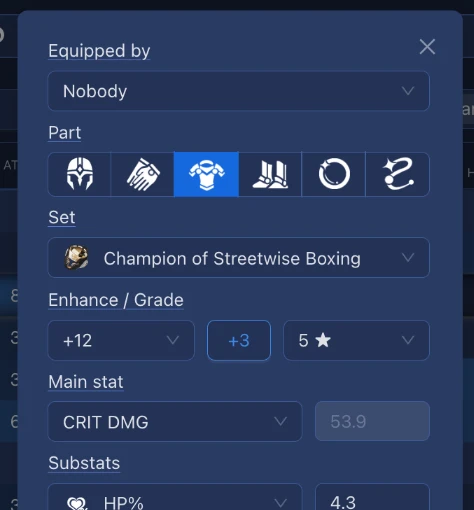 Equipped by
Nobody
Part
Set
Champion of Streetwise Boxing
Enhance / Grade
+12 +3 5
Main stat
CRIT DMG 53.9
Substats
HP% 4.3
AT